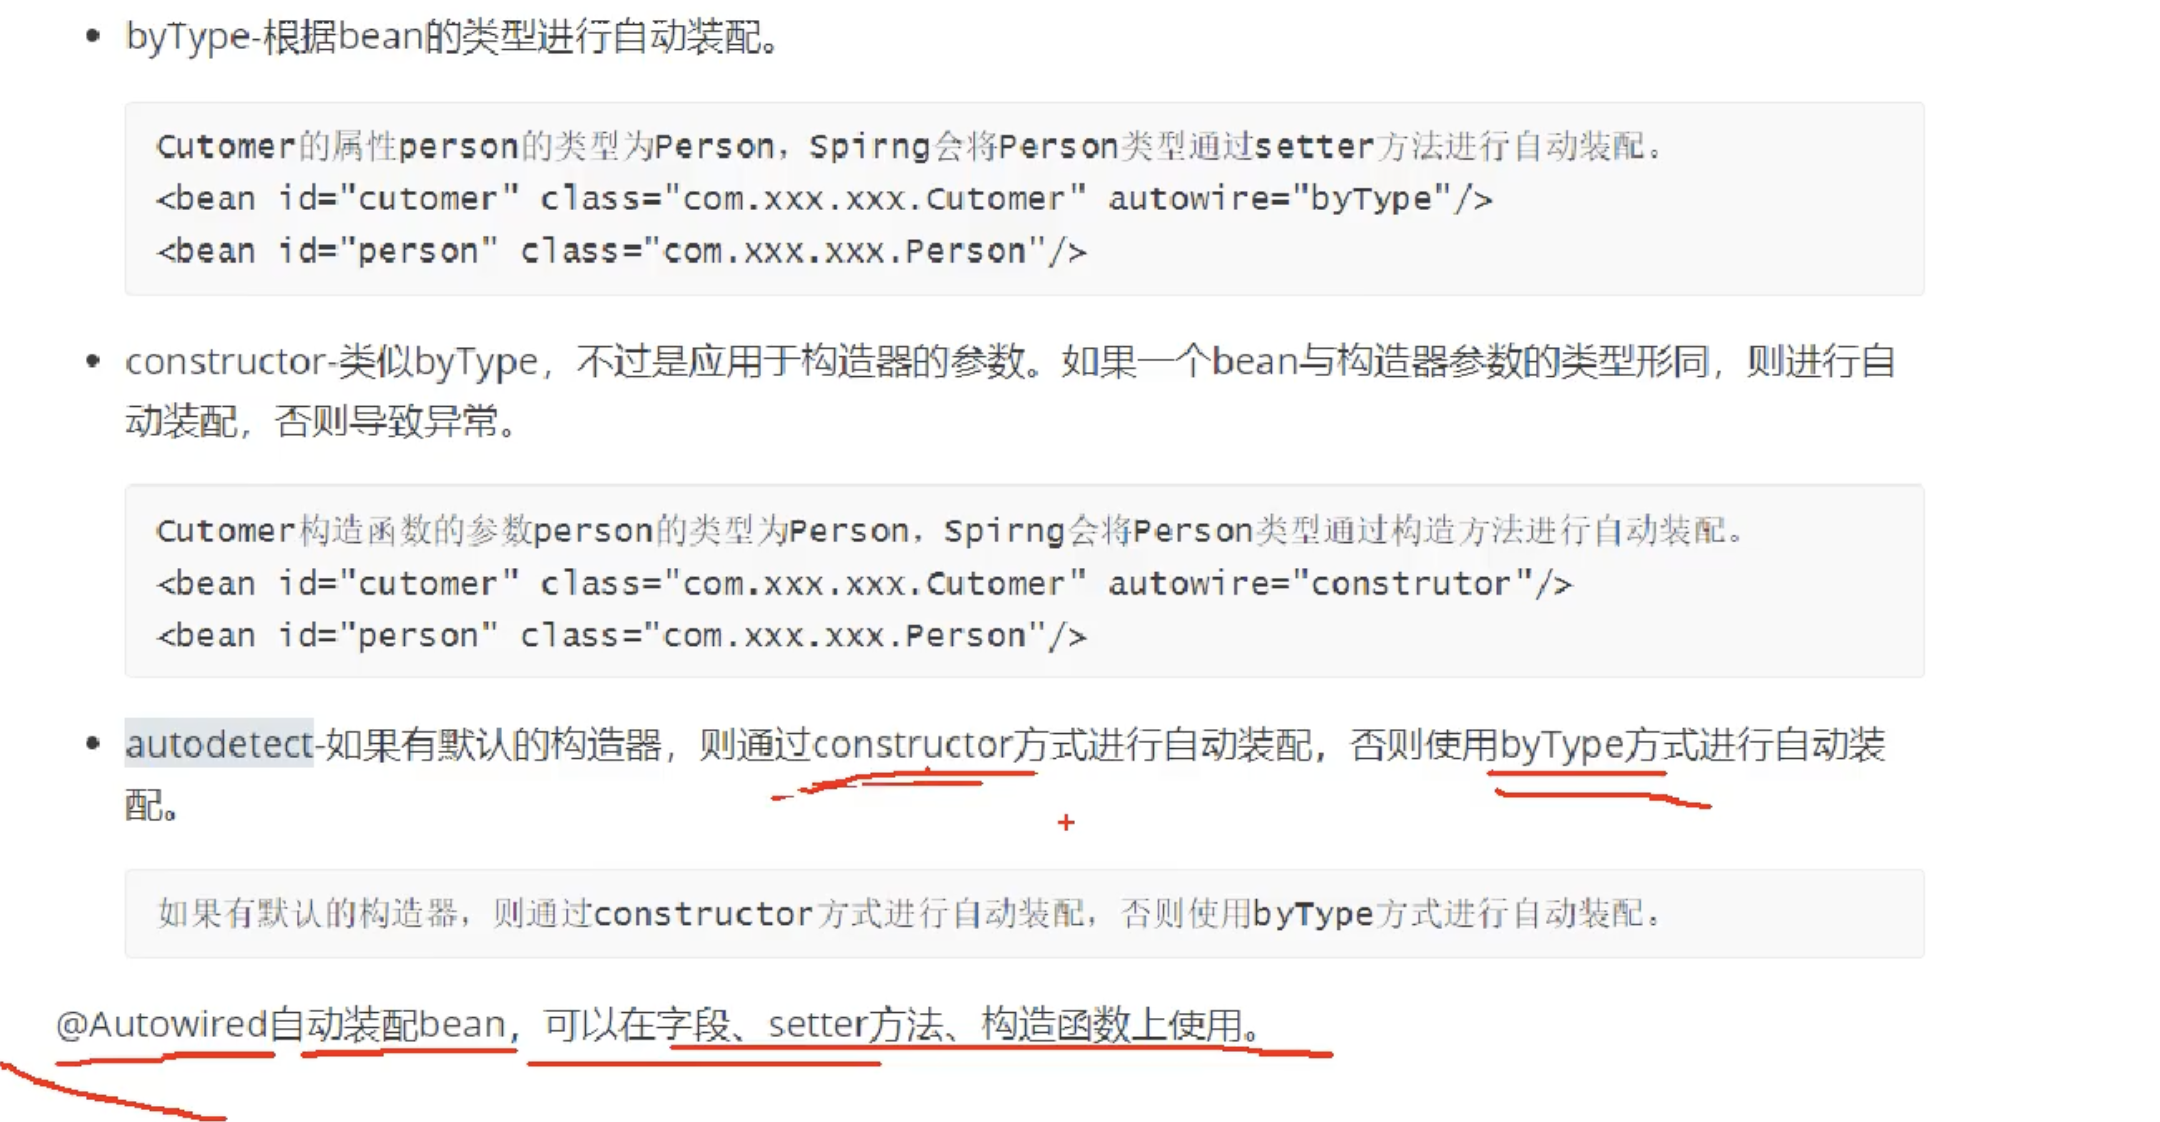 byType-根据bean的类型进行自动装配。
Cutomer的属性person的类型为Person，Spirng会将Person类型通过setter方法进行自动装配。
<bean id="cutomer" class="com.xxx.xxx.Cutomer" autowire="byType"/>
<bean id="person" class="com.xxx.xxx.Person"/>
constructor-类似byType，不过是应用于构造器的参数。如果一个bean与构造器参数的类型形同，则进行自
动装配，否则导致异常。
Cutomer构造函数的参数person的类型为Person，Spirng会将Person类型通过构造方法进行自动装配。
<bean id="cutomer" class="com.xxx.xxx.Cutomer" autowire="construtor"/>
<bean id="person" class="com.xxx.xxx.Person"/>
autodetect-如果有默认的构造器，则通过constructor方式进行自动装配，否则使用byType方式进行自动装
配。
如果有默认的构造器，则通过constructor方式进行自动装配，否则使用byType方式进行自动装配。
@Autowired自动装配bean，可以在字段、setter方法、构造函数上使用。